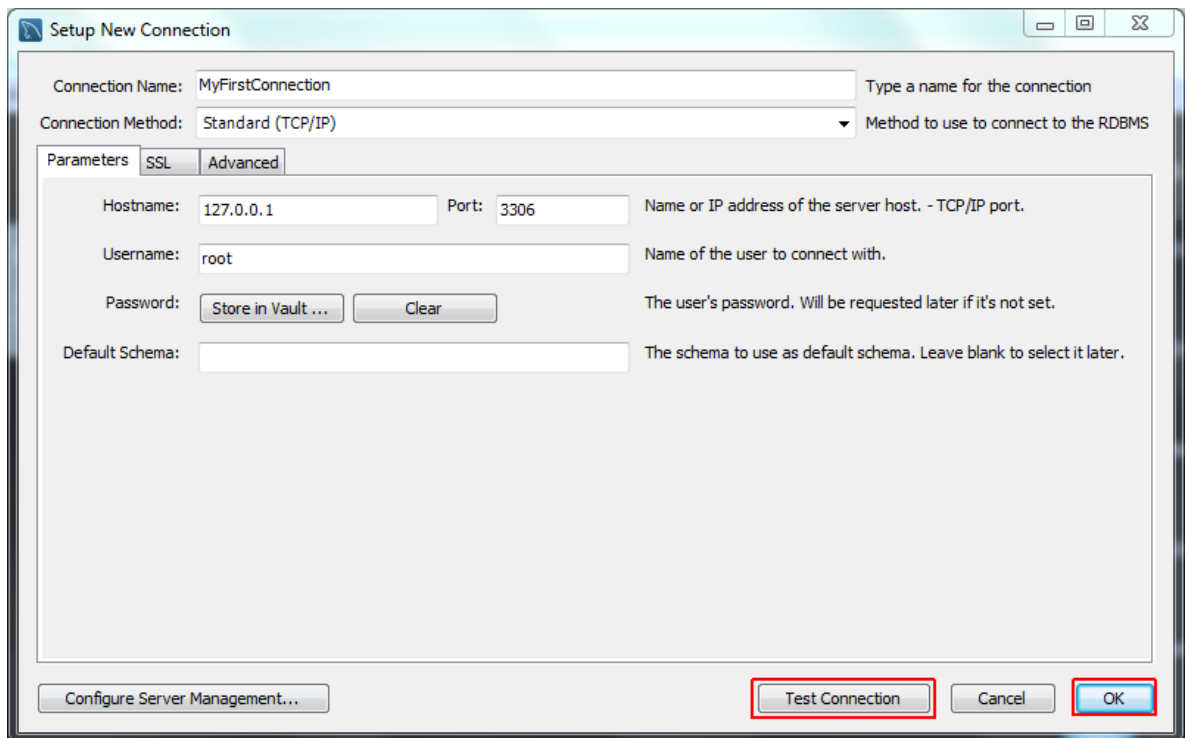 Setup New Connection
Connection Name: MyFirstConnection Type a name for the connection
Connection Method: Standard (TCP/IP) Method to use to connect to the RDBMS
Parameters SSL Advanced
Hostname: 127.0.0.1 Port: 3306 Name or IP address of the server host. - TCP/IP port.
Username: root Name of the user to connect with.
Password: Store in Vault ... Clear The user's password. Will be requested later if it's not set.
Default Schema: The schema to use as default schema. Leave blank to select it later.
Configure Server Management... Test Connection Cancel OK